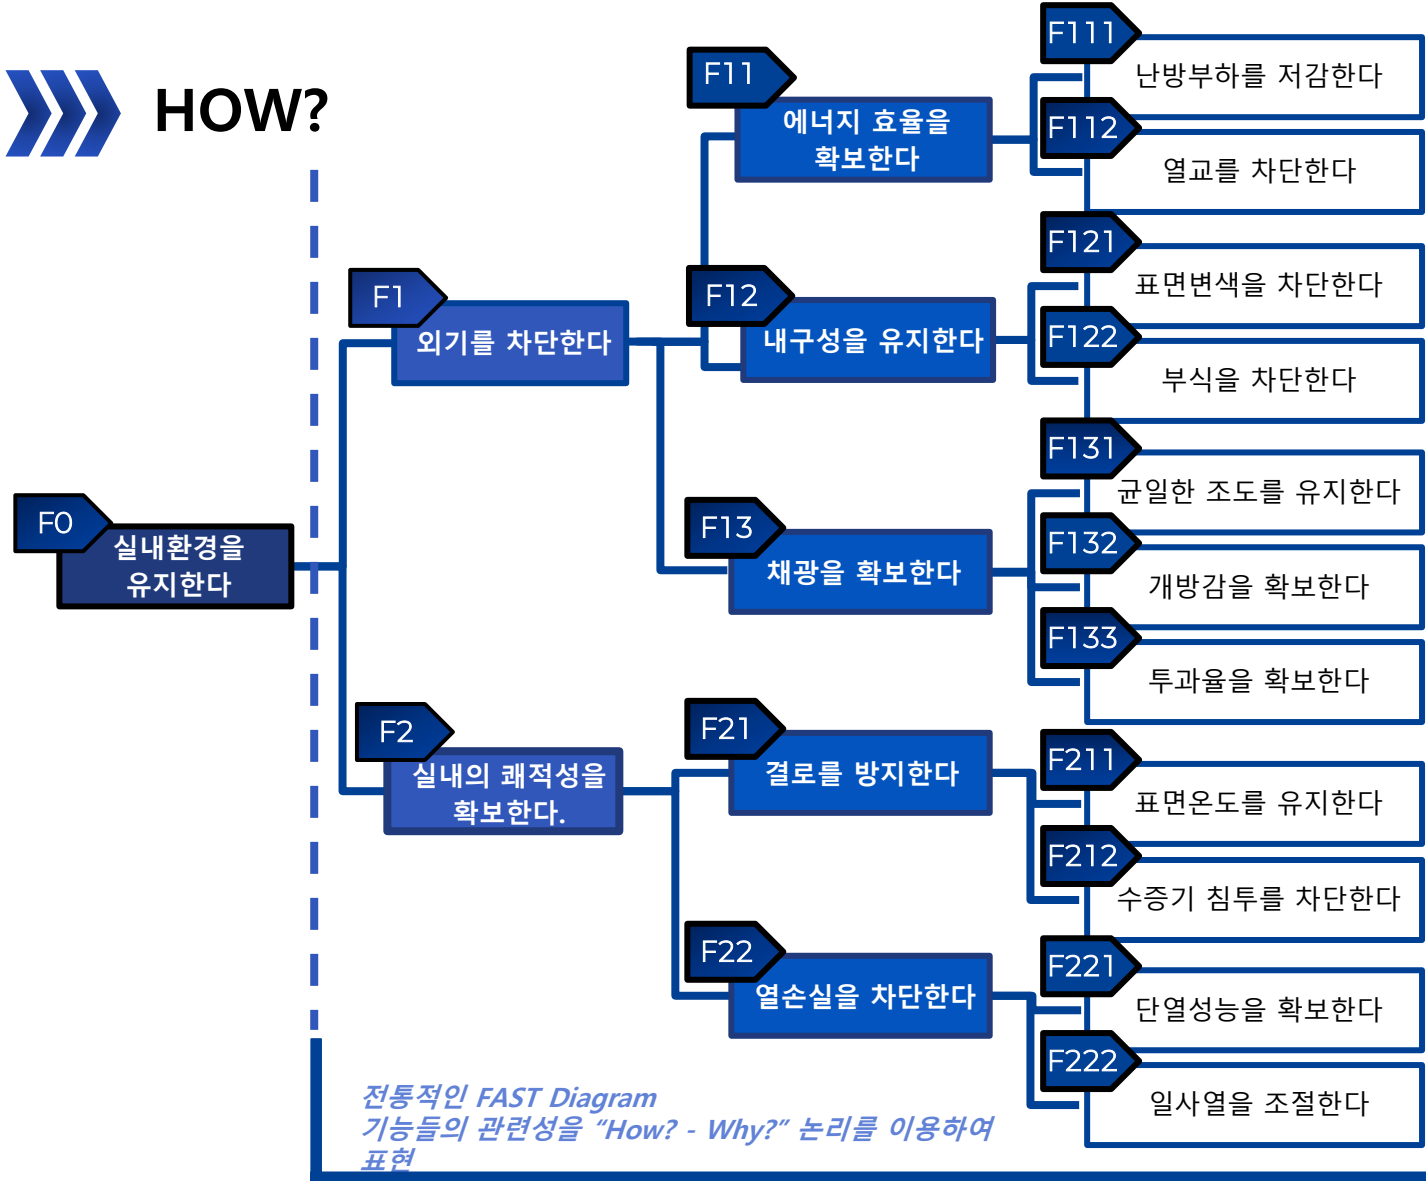 HOW?
F0
실내환경을
유지한다
F1
외기를 차단한다
F11
에너지 효율을
확보한다
F111
난방부하를 저감한다
F112
열교를 차단한다
F12
내구성을 유지한다
F121
표면변색을 차단한다
F122
부식을 차단한다
F13
채광을 확보한다
F131
균일한 조도를 유지한다
F132
개방감을 확보한다
F133
투과율을 확보한다
F2
실내의 쾌적성을
확보한다.
F21
결로를 방지한다
F211
표면온도를 유지한다
F212
수증기 침투를 차단한다
F22
열손실을 차단한다
F221
단열성능을 확보한다
F222
일사열을 조절한다
전통적인 FAST Diagram
기능들의 관련성을 “How? - Why?” 논리를 이용하여
표현